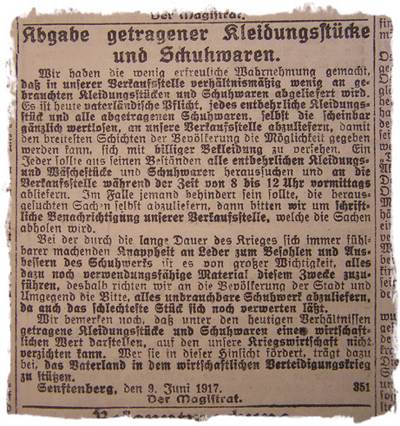 Der Magistrat.
Abgabe getragener Kleidungsstücke
und Schuhwaren.
Wir haben die wenig erfreuliche Wahrnehmung gemacht,
daß in unserer Verkaufsstelle verhältnismäßig wenig an ge-
brauchten Kleidungsstücken und Schuhwaren abgeliefert wird.
Es ist heute vaterländische Pflicht, jedes entbehrliche Kleidungs-
stück und alle abgetragenen Schuhwaren, selbst die scheinbar
gänzlich wertlosen, an unsere Verkaufsstelle abzuliefern, damit
den breitesten Schichten der Bevölkerung die Möglichkeit gegeben
werden kann, sich mit billiger Bekleidung zu versehen. Ein
Jeder sollte aus seinen Beständen alle entbehrlichen Kleidungs-
und Wäschestücke und Schuhwaren heraussuchen und an die
Verkaufsstelle während der Zeit von 8 bis 12 Uhr vormittags
abliefern. Im Falle jemand behindert sein sollte, die heraus-
gesuchten Sachen selbst abzuliefern, dann bitten wir um schrift-
liche Benachrichtigung unserer Verkaufsstelle, welche die Sachen
abholen wird.
Bei der durch die lange Dauer des Krieges sich immer fühl-
barer machenden Knappheit an Leder zum Besohlen und Aus-
bessern des Schuhwerks ist es von großer Wichtigkeit, alles
dazu noch verwendungsfähige Material diesem Zwecke zuzu-
führen, deshalb richten wir an die Bevölkerung der Stadt und
Umgegend die Bitte, alles unbrauchbare Schuhwerk abzuliefern,
da auch das schlechteste Stück sich noch verwerten läßt.
Wir bemerken noch, daß unter den heutigen Verhältnissen
getragene Kleidungsstücke und Schuhwaren einen wirtschaft-
lichen Wert darstellen, auf den unsere Kriegswirtschaft nicht
verzichten kann. Wer sie in dieser Hinsicht fördert, trägt dazu
bei, das Vaterland in dem wirtschaftlichen Verteidigungskrieg
zu stützen.
Senftenberg, den 9. Juni 1917. 351
Der Magistrat.